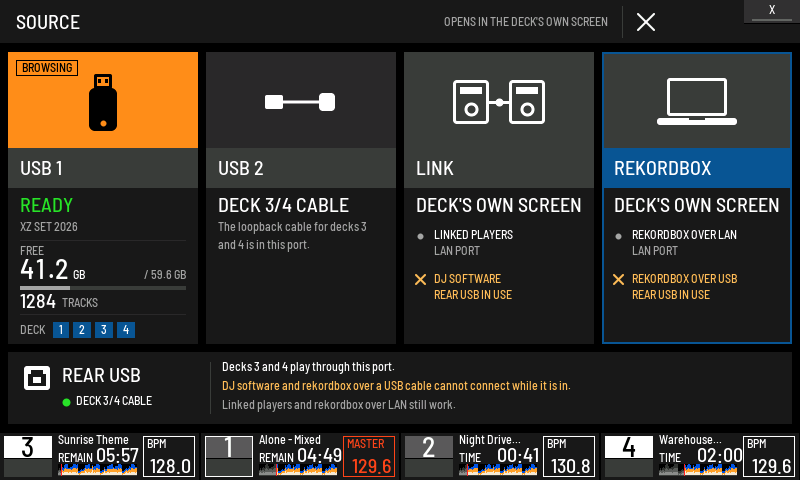 SOURCE
OPENS IN THE DECK'S OWN SCREEN
X
BROWSING
USB 1
READY
XZ SET 2026
FREE
41.2 GB / 59.6 GB
1284 TRACKS
DECK 1 2 3 4
USB 2
DECK 3/4 CABLE
The loopback cable for decks 3
and 4 is in this port.
LINK
DECK'S OWN SCREEN
LINKED PLAYERS
LAN PORT
DJ SOFTWARE
REAR USB IN USE
REKORDBOX
DECK'S OWN SCREEN
REKORDBOX OVER LAN
LAN PORT
REKORDBOX OVER USB
REAR USB IN USE
REAR USB
DECK 3/4 CABLE
Decks 3 and 4 play through this port.
DJ software and rekordbox over a USB cable cannot connect while it is in.
Linked players and rekordbox over LAN still work.
3
Sunrise Theme
REMAIN 05:57
BPM
128.0
1
Alone - Mixed
REMAIN 04:49
MASTER
129.6
2
Night Drive...
TIME 00:41
BPM
130.8
4
Warehouse...
TIME 02:00
BPM
129.6